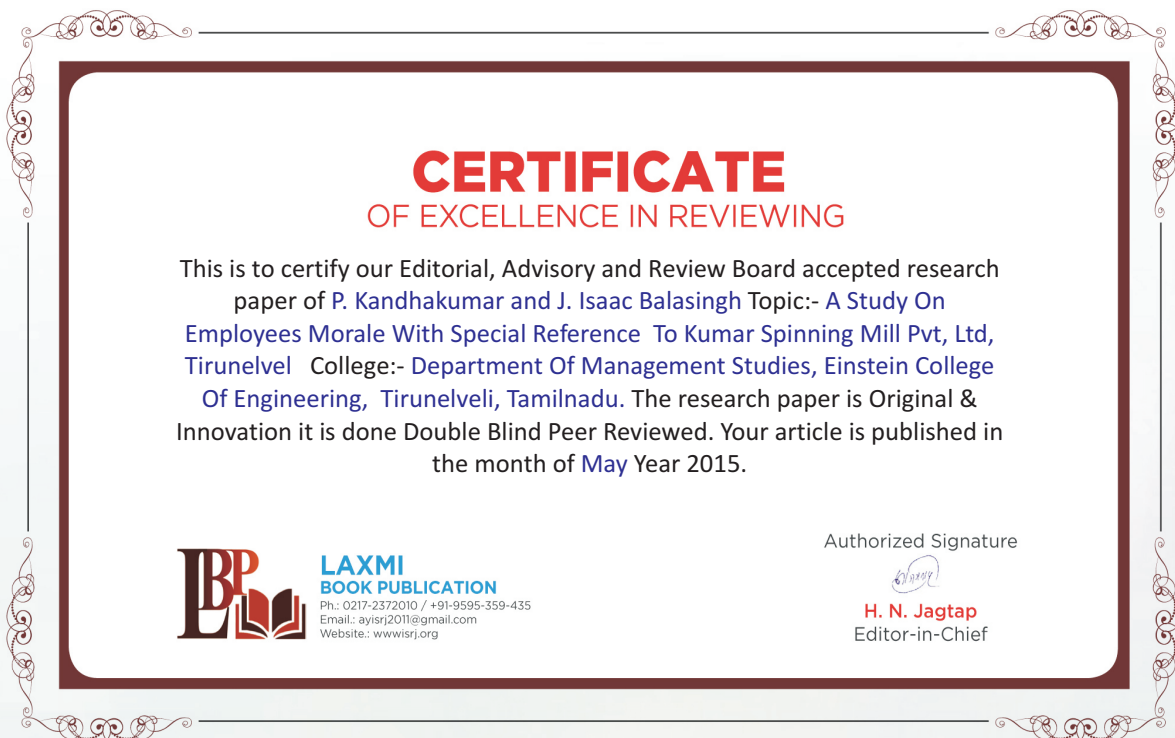 CERTIFICATE
OF EXCELLENCE IN REVIEWING
This is to certify our Editorial, Advisory and Review Board accepted research
paper of P. Kandhakumar and J. Isaac Balasingh Topic:- A Study On
Employees Morale With Special Reference To Kumar Spinning Mill Pvt, Ltd,
Tirunelvel College:- Department Of Management Studies, Einstein College
Of Engineering, Tirunelveli, Tamilnadu. The research paper is Original &
Innovation it is done Double Blind Peer Reviewed. Your article is published in
the month of May Year 2015.
LBP
LAXMI
BOOK PUBLICATION
Ph.: 0217-2372010 / +91-9595-359-435
Email.: ayisrj2011@gmail.com
Website.: wwwisrj.org
Authorized Signature
H. N. Jagtap
Editor-in-Chief